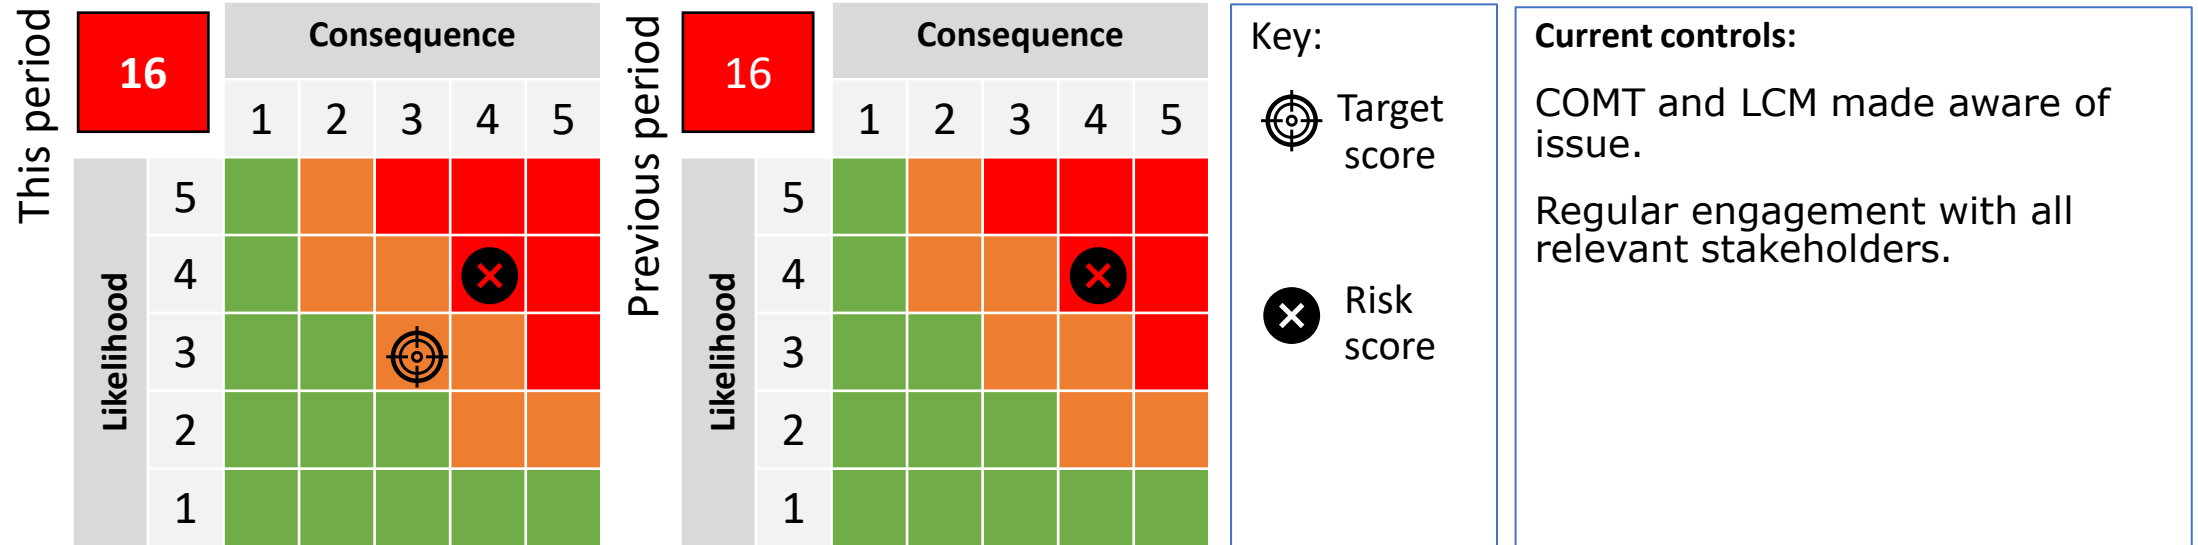 This period
16
Consequence
1 2 3 4 5
Likelihood
5
4
3
2
1
Previous period
16
Consequence
1 2 3 4 5
Likelihood
5
4
3
2
1
Key:
Target
score
Risk
score
Current controls:
COMT and LCM made aware of
issue.
Regular engagement with all
relevant stakeholders.